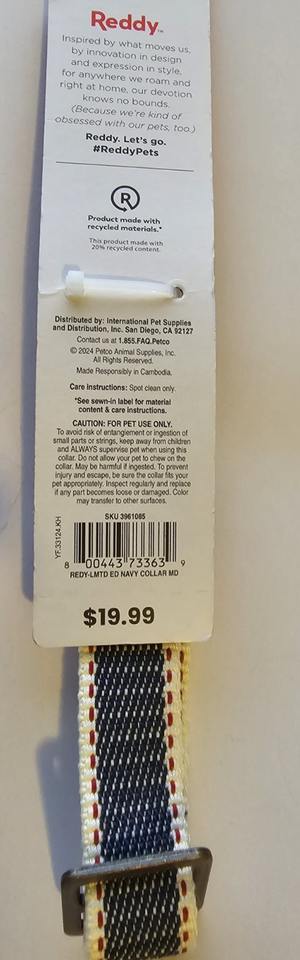 Reddy™
Inspired by what moves us,
by innovation in design
and expression in style,
for anywhere we roam and
right at home, our devotion
knows no bounds.
(Because we're kind of
obsessed with our pets, too.)
Reddy. Let's go.
#ReddyPets
R
Product made with
recycled materials.*
This product made with
20% recycled content.
Distributed by: International Pet Supplies
and Distribution, Inc. San Diego, CA 92127
Contact us at 1.855.FAQ.Petco
© 2024 Petco Animal Supplies, Inc.
All Rights Reserved.
Made Responsibly in Cambodia.
Care instructions: Spot clean only.
*See sewn-in label for material
content & care instructions.
CAUTION: FOR PET USE ONLY.
To avoid risk of entanglement or ingestion of
small parts or strings, keep away from children
and ALWAYS supervise pet when using this
collar. Do not allow your pet to chew on the
collar. May be harmful if ingested. To prevent
injury and escape, be sure the collar fits your
pet appropriately. Inspect regularly and replace
if any part becomes loose or damaged. Color
may transfer to other surfaces.
SKU 3961085
YF.33124.KH
8 00443 73363 9
REDY-LMTD ED NAVY COLLAR MD
$19.99